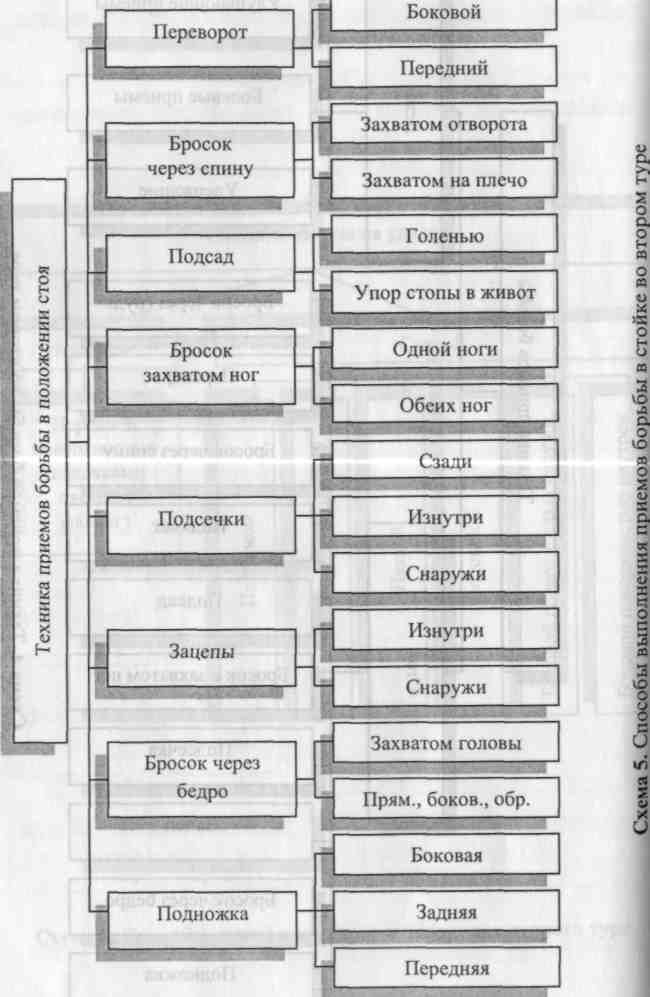 Техника приемов борьбы в положении стоя
Переворот
Боковой
Передний
Бросок
через спину
Захватом отворота
Захватом на плечо
Подсад
Голенью
Упор стопы в живот
Бросок
захватом ног
Одной ноги
Обеих ног
Подсечки
Сзади
Изнутри
Снаружи
Зацепы
Изнутри
Снаружи
Бросок через
бедро
Захватом головы
Прям., боков., обр.
Подножка
Боковая
Задняя
Передняя
Схема 5. Способы выполнения приемов борьбы в стойке во втором туре